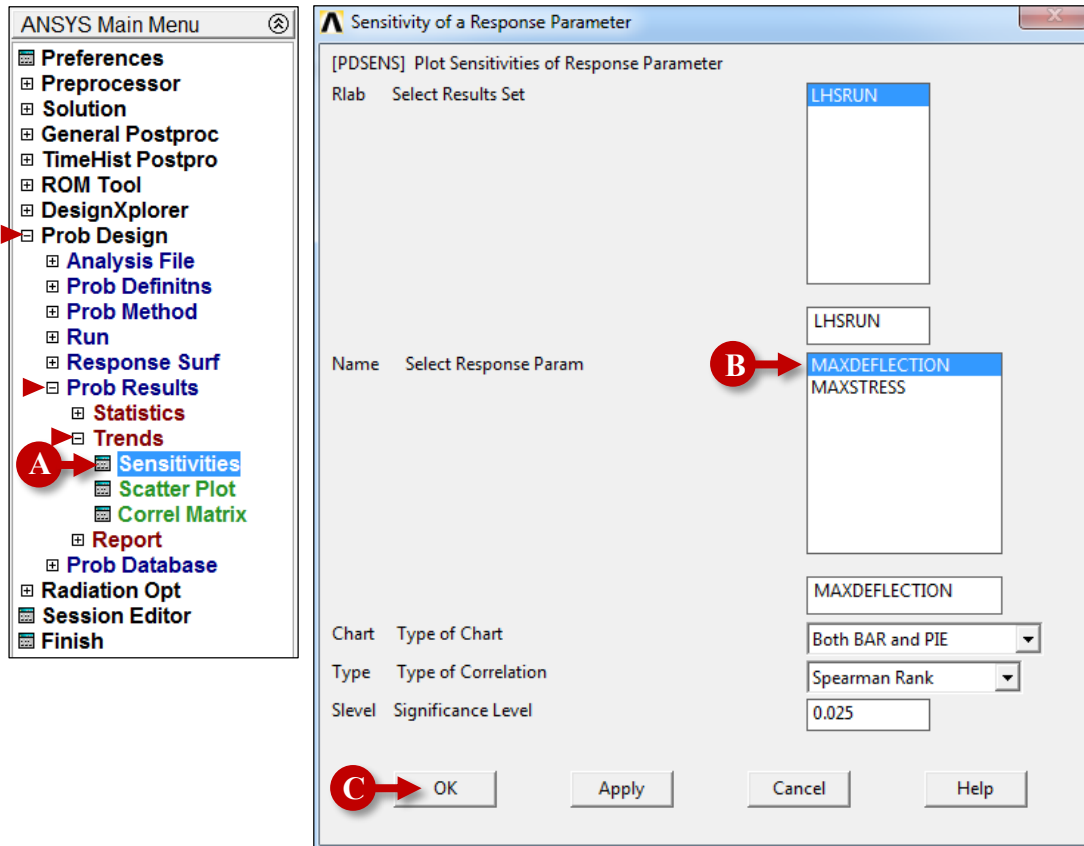 ANSYS Main Menu
Preferences
Preprocessor
Solution
General Postproc
TimeHist Postpro
ROM Tool
DesignXplorer
Prob Design
Analysis File
Prob Definitns
Prob Method
Run
Response Surf
Prob Results
Statistics
Trends
A
Sensitivities
Scatter Plot
Correl Matrix
Report
Prob Database
Radiation Opt
Session Editor
Finish
Sensitivity of a Response Parameter
[PDSENS] Plot Sensitivities of Response Parameter
Rlab Select Results Set LHSRUN
LHSRUN
Name Select Response Param B MAXDEFLECTION
MAXSTRESS
MAXDEFLECTION
Chart Type of Chart Both BAR and PIE
Type Type of Correlation Spearman Rank
Slevel Significance Level 0.025
C OK Apply Cancel Help